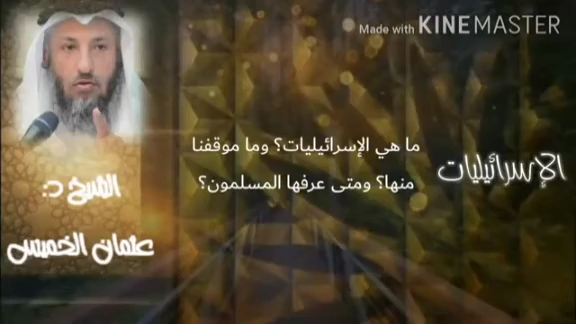 Made with KINEMASTER
ما هي الإسرائيليات؟ وما موقفنا
منها؟ ومتى عرفها المسلمون؟
الإسرائيليات
الشيخ د:
عثمان الخميس